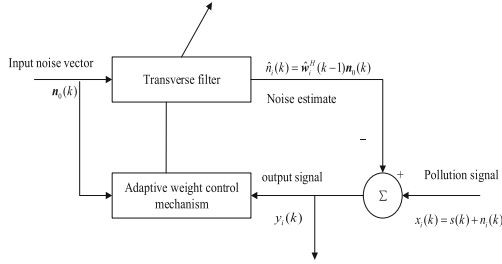 Input noise vector
n₀(k)
Transverse filter
n̂ᵢ(k) = ŵᵢᴴ(k−1)n₀(k)
Noise estimate
−
+
Pollution signal
output signal
Σ
Adaptive weight control
mechanism
yᵢ(k)
xᵢ(k) = s(k) + nᵢ(k)